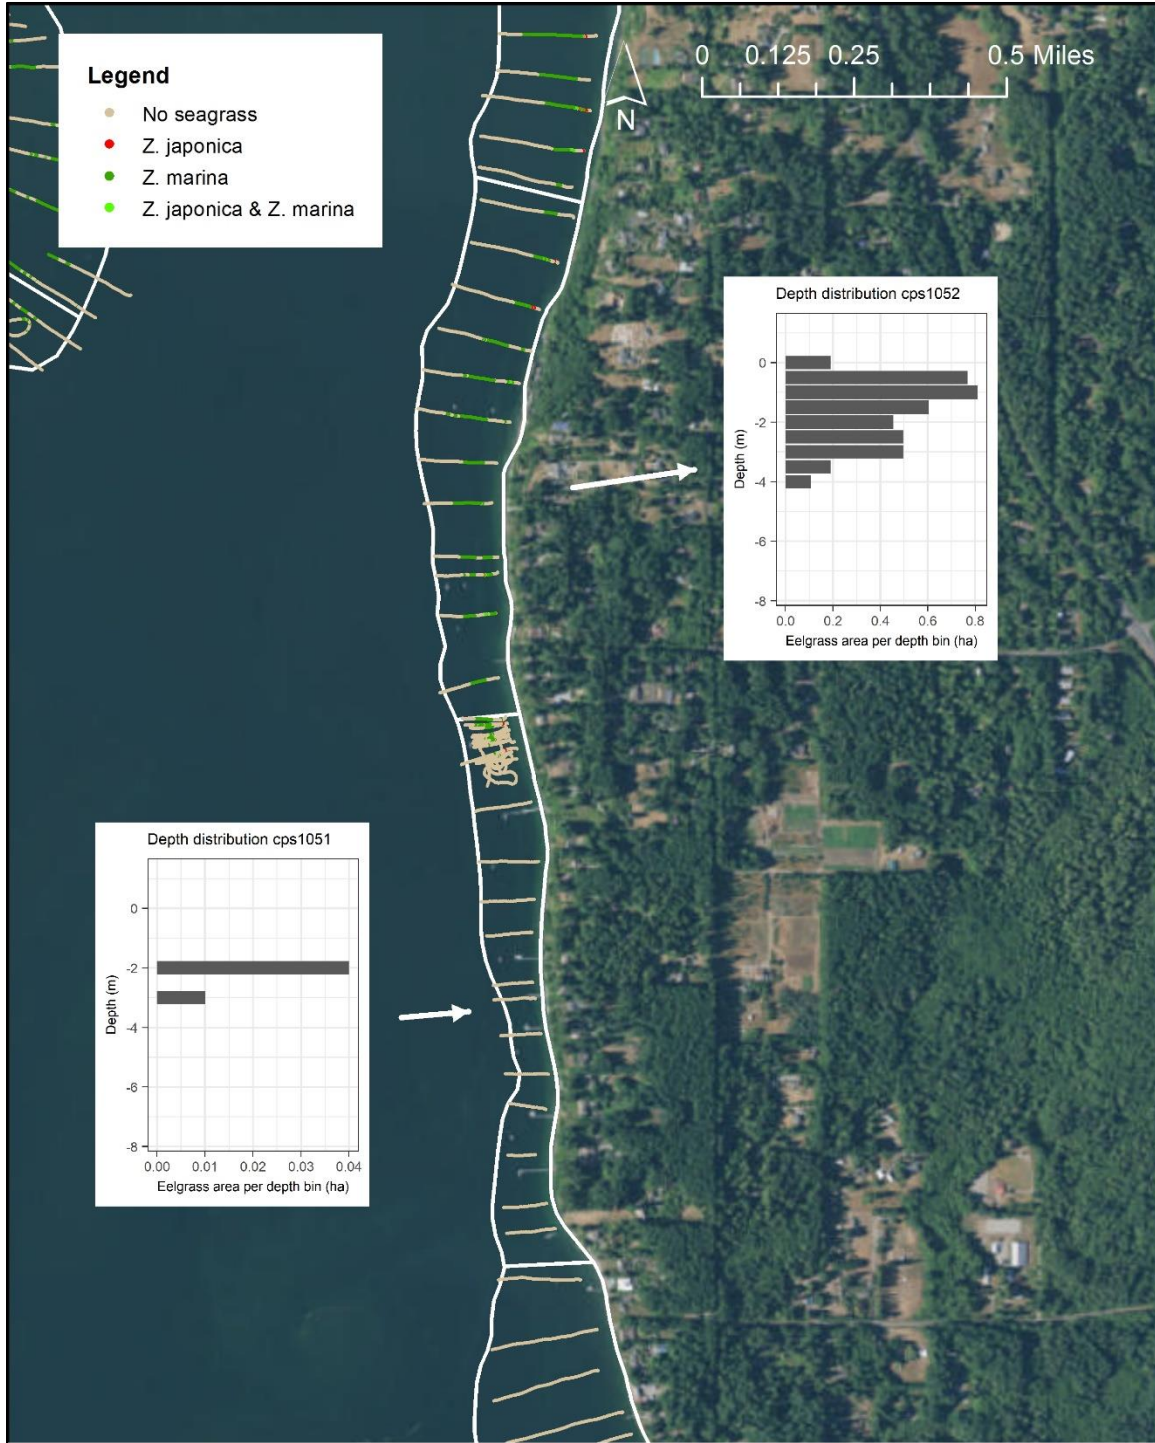 Legend
No seagrass
Z. japonica
Z. marina
Z. japonica & Z. marina
0 0.125 0.25 0.5 Miles
N
Depth distribution cps1052
Depth (m)
0
-2
-4
-6
-8
0.0 0.2 0.4 0.6 0.8
Eelgrass area per depth bin (ha)
Depth distribution cps1051
Depth (m)
0
-2
-4
-6
-8
0.00 0.01 0.02 0.03 0.04
Eelgrass area per depth bin (ha)